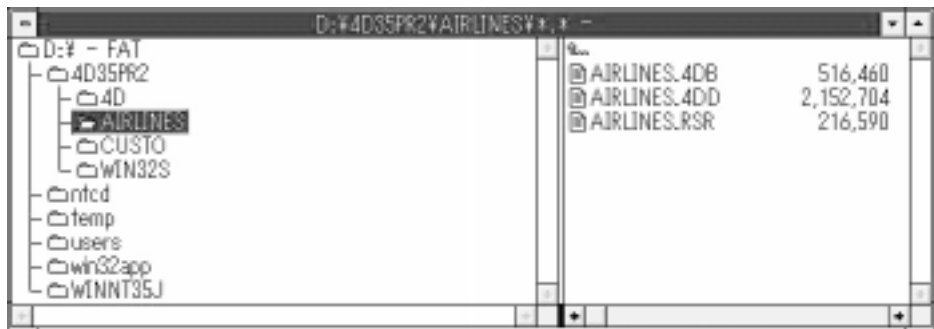 D:¥4D35PR2¥AIRLINES¥*.* -
D:¥ - FAT
4D35PR2
4D
AIRLINES
CUSTO
WIN32S
ntcd
temp
users
win32app
WINNT35J
..
AIRLINES.4DB 516,460
AIRLINES.4DD 2,152,704
AIRLINES.RSR 216,590